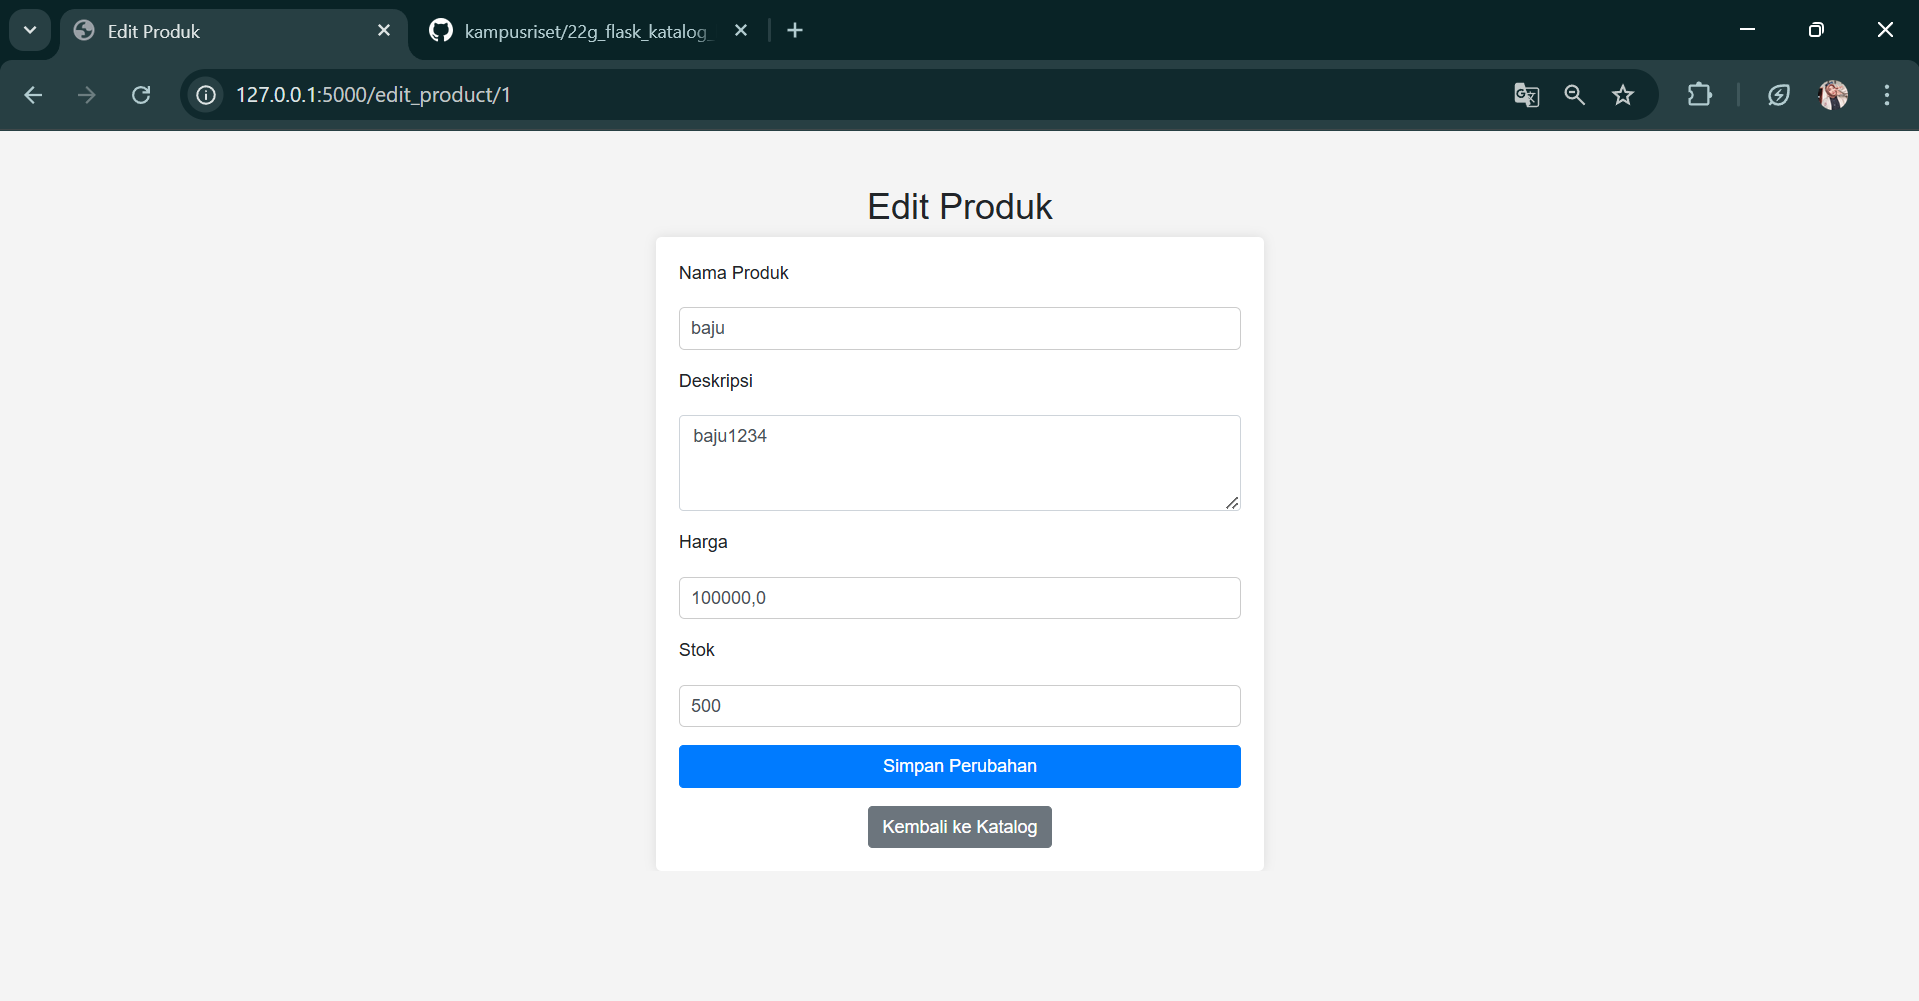 Edit Produk
kampusriset/22g_flask_katalog_
127.0.0.1:5000/edit_product/1
Edit Produk
Nama Produk
baju
Deskripsi
baju1234
Harga
100000,0
Stok
500
Simpan Perubahan
Kembali ke Katalog